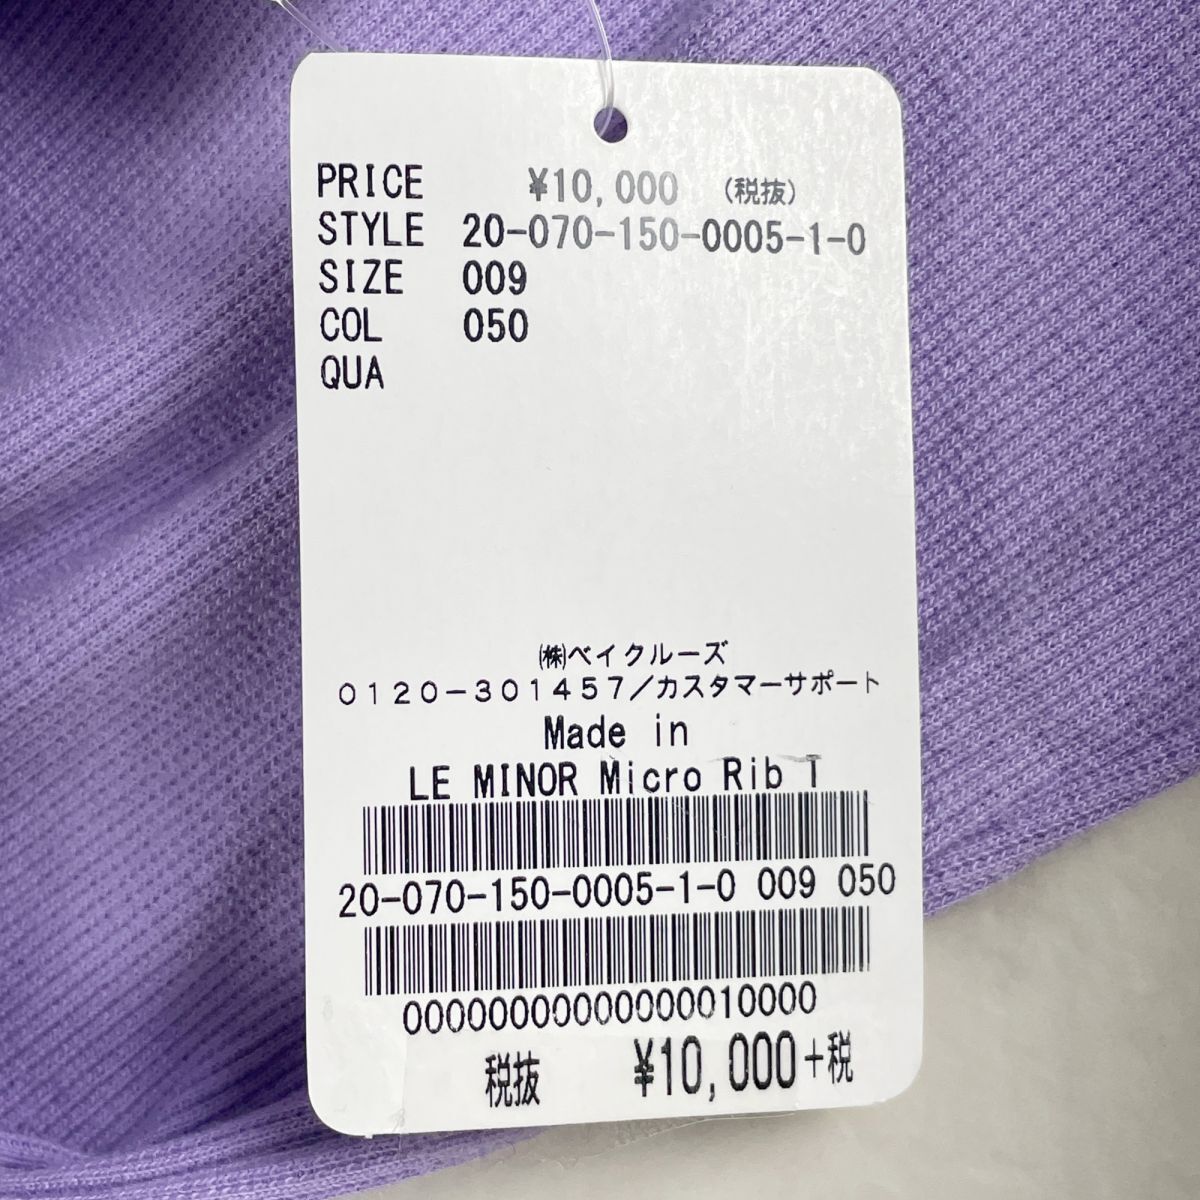 PRICE ¥10,000 (税抜)
STYLE 20-070-150-0005-1-0
SIZE 009
COL 050
QUA
㈱ベイクルーズ
0120-301457/カスタマーサポート
Made in
LE MINOR Micro Rib T
20-070-150-0005-1-0 009 050
00000000000000010000
税抜 ¥10,000+税